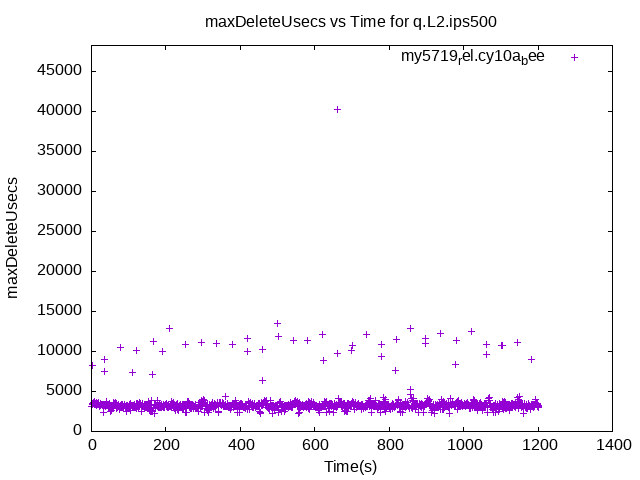 maxDeleteUsecs vs Time for q.L2.ips500
my5719rel.cy10abee
45000
40000
35000
30000
25000
20000
15000
10000
5000
0
maxDeleteUsecs
0 200 400 600 800 1000 1200 1400
Time(s)